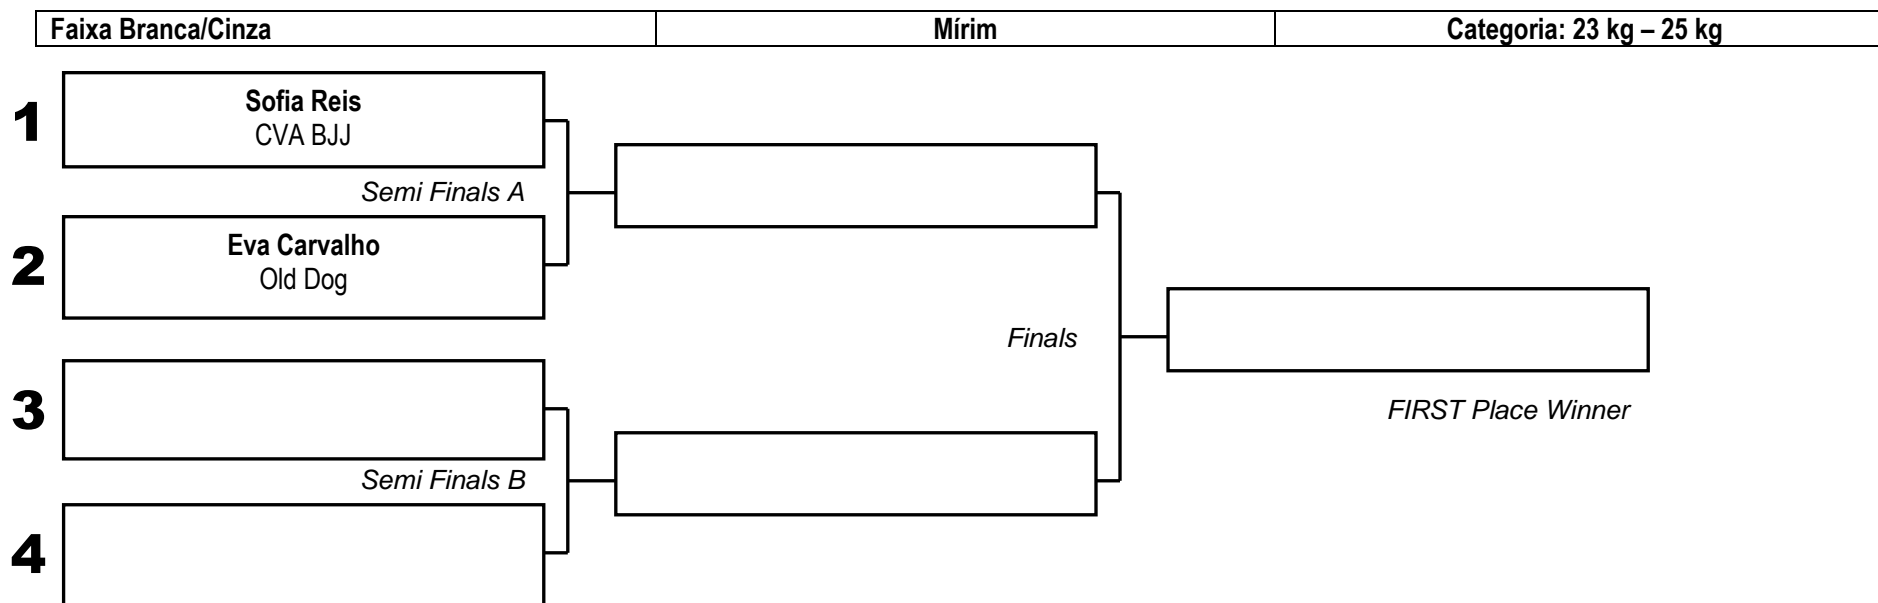 Faixa Branca/Cinza
Mírim
Categoria: 23 kg – 25 kg
1
Sofia Reis
CVA BJJ
Semi Finals A
2
Eva Carvalho
Old Dog
Finals
FIRST Place Winner
3
Semi Finals B
4